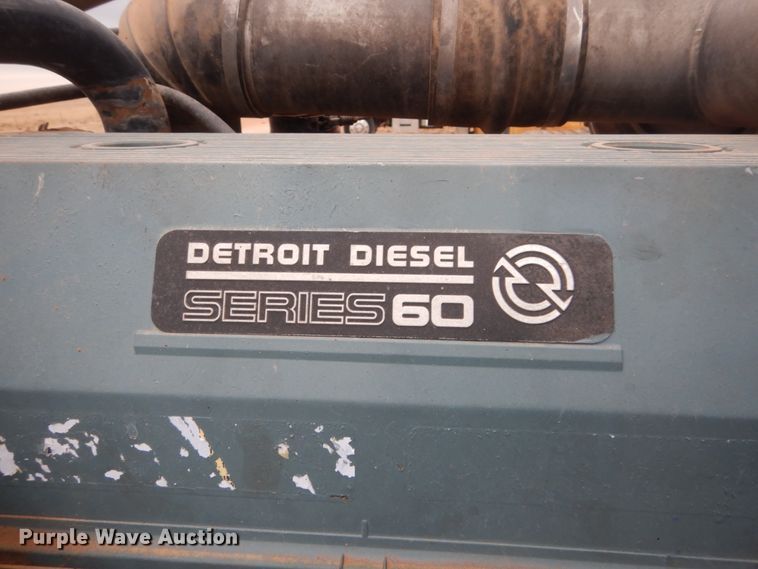 DETROIT DIESEL
SERIES 60
Purple Wave Auction